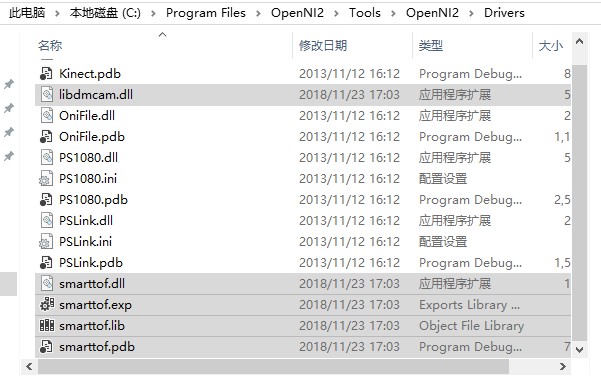 此电脑 › 本地磁盘 (C:) › Program Files › OpenNI2 › Tools › OpenNI2 › Drivers
名称 修改日期 类型 大小
Kinect.pdb 2013/11/12 16:12 Program Debug... 8
libdmcam.dll 2018/11/23 17:03 应用程序扩展 5
OniFile.dll 2013/11/12 16:12 应用程序扩展 2
OniFile.pdb 2013/11/12 16:12 Program Debug... 1,1
PS1080.dll 2013/11/12 16:12 应用程序扩展 5
PS1080.ini 2013/11/12 16:12 配置设置
PS1080.pdb 2013/11/12 16:12 Program Debug... 2,5
PSLink.dll 2013/11/12 16:12 应用程序扩展 2
PSLink.ini 2013/11/12 16:12 配置设置
PSLink.pdb 2013/11/12 16:12 Program Debug... 1,5
smarttof.dll 2018/11/23 17:03 应用程序扩展 1
smarttof.exp 2018/11/23 17:03 Exports Library ...
smarttof.lib 2018/11/23 17:03 Object File Library
smarttof.pdb 2018/11/23 17:03 Program Debug... 7